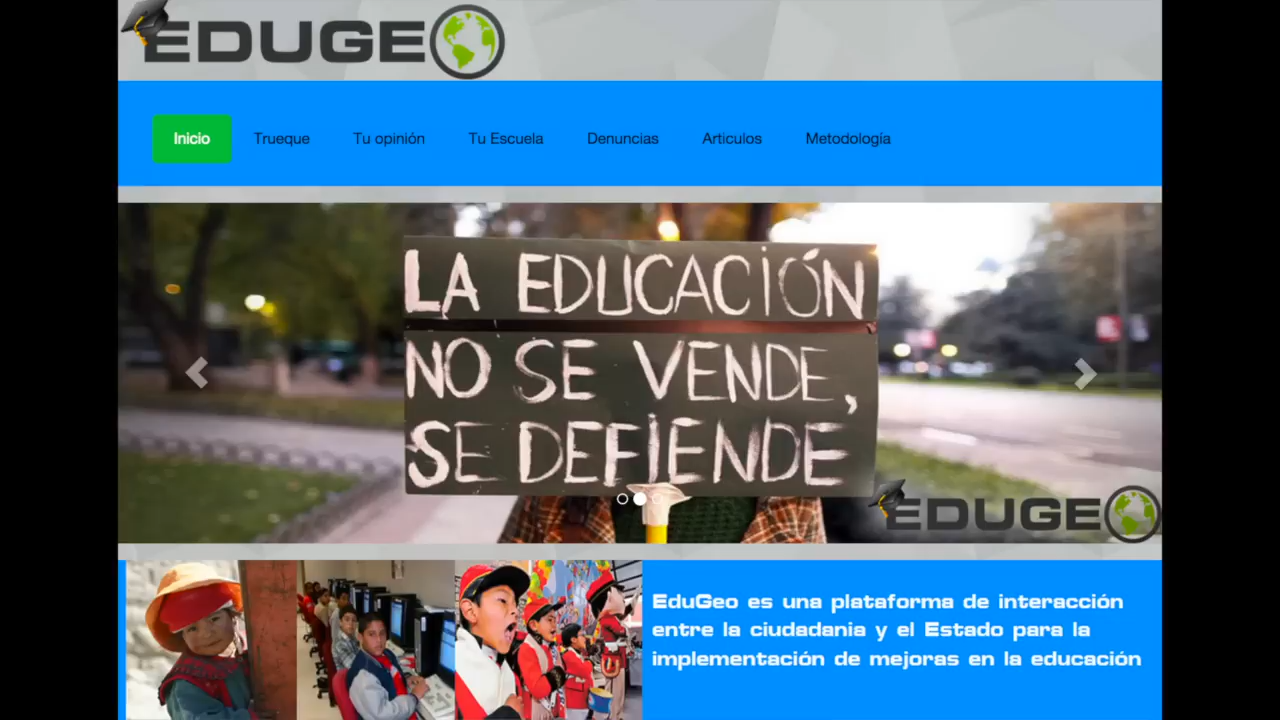 EDUGEO
Inicio Trueque Tu opinión Tu Escuela Denuncias Articulos Metodología
LA EDUCACIÓN
NO SE VENDE,
SE DEFIENDE
EDUGEO
EduGeo es una plataforma de interacción
entre la ciudadania y el Estado para la
implementación de mejoras en la educación